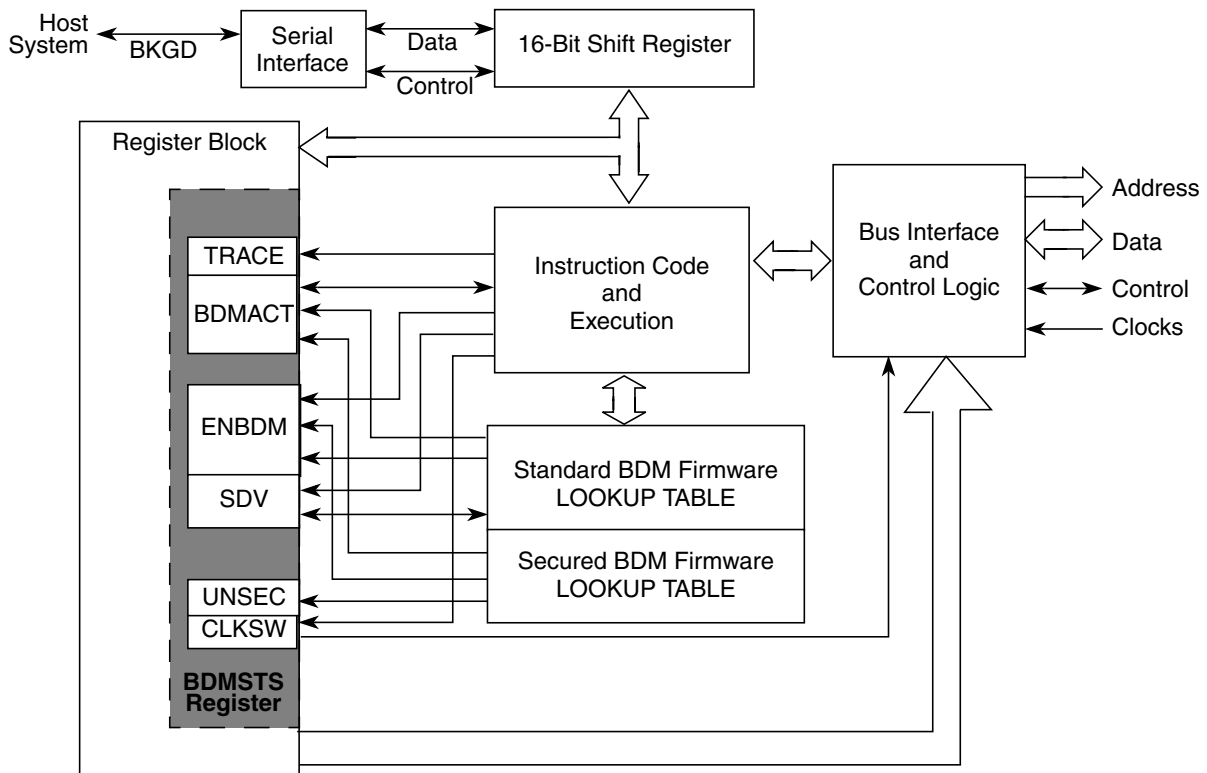 Host
System
BKGD
Serial
Interface
Data
Control
16-Bit Shift Register
Register Block
TRACE
BDMACT
ENBDM
SDV
UNSEC
CLKSW
BDMSTS
Register
Instruction Code
and
Execution
Standard BDM Firmware
LOOKUP TABLE
Secured BDM Firmware
LOOKUP TABLE
Bus Interface
and
Control Logic
Address
Data
Control
Clocks